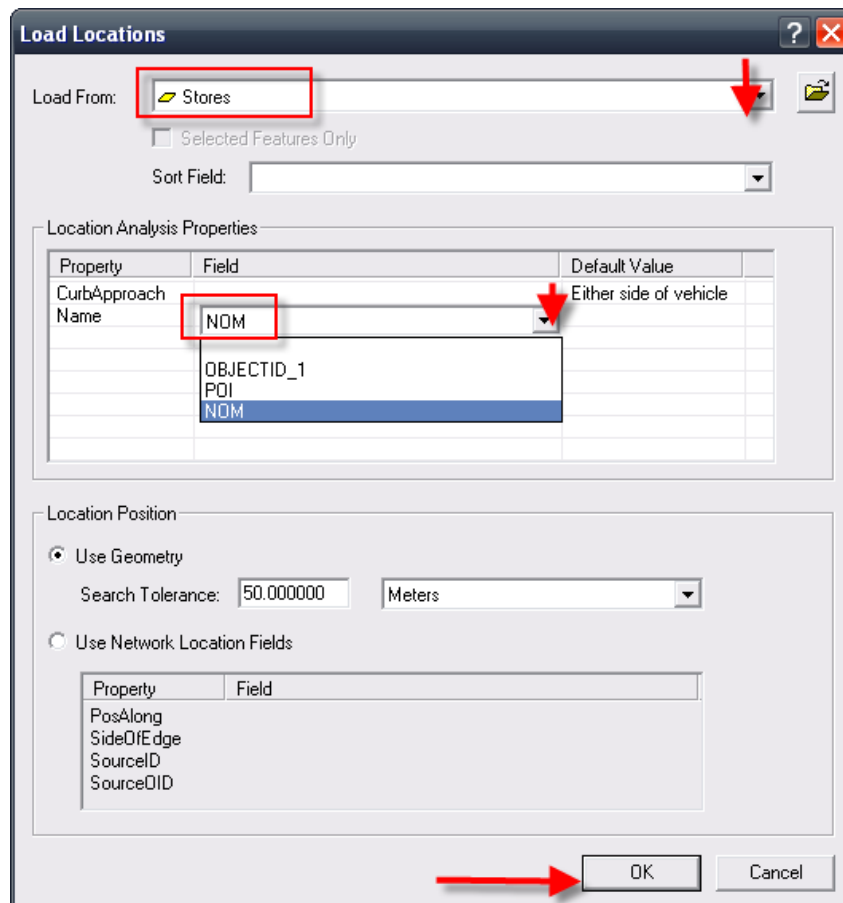 Load Locations
Load From: Stores
Selected Features Only
Sort Field:
Location Analysis Properties
Property Field Default Value
CurbApproach Either side of vehicle
Name NOM
OBJECTID_1
POI
NOM
Location Position
Use Geometry
Search Tolerance: 50.000000 Meters
Use Network Location Fields
Property Field
PosAlong
SideOfEdge
SourceID
SourceOID
OK Cancel